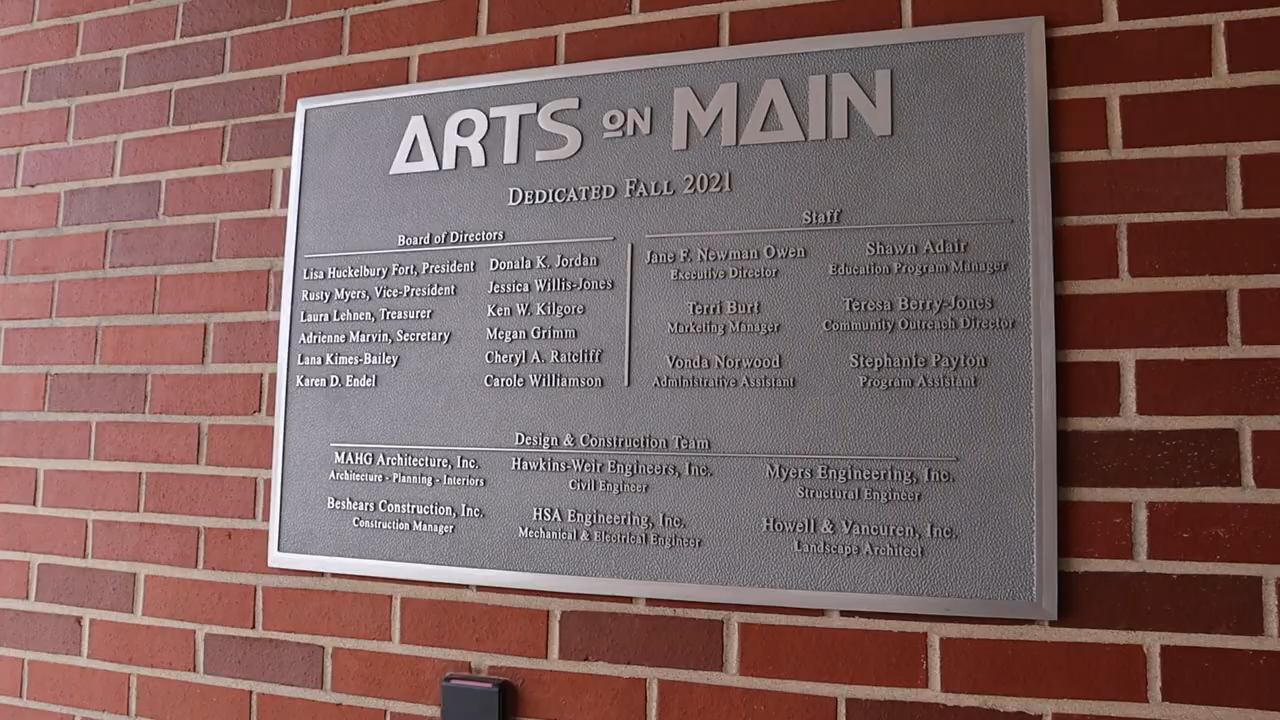 ARTS ON MAIN
DEDICATED FALL 2021
Board of Directors
Lisa Huckelbury Fort, President
Rusty Myers, Vice-President
Laura Lehnen, Treasurer
Adrienne Marvin, Secretary
Lana Kimes-Bailey
Karen D. Endel
Donala K. Jordan
Jessica Willis-Jones
Ken W. Kilgore
Megan Grimm
Cheryl A. Ratcliff
Carole Williamson
Staff
Jane F. Newman Owen
Executive Director
Terri Burt
Marketing Manager
Vonda Norwood
Administrative Assistant
Shawn Adair
Education Program Manager
Teresa Berry-Jones
Community Outreach Director
Stephanie Payton
Program Assistant
Design & Construction Team
MAHG Architecture, Inc.
Architecture - Planning - Interiors
Beshears Construction, Inc.
Construction Manager
Hawkins-Weir Engineers, Inc.
Civil Engineer
HSA Engineering, Inc.
Mechanical & Electrical Engineer
Myers Engineering, Inc.
Structural Engineer
Howell & Vancuren, Inc.
Landscape Architect